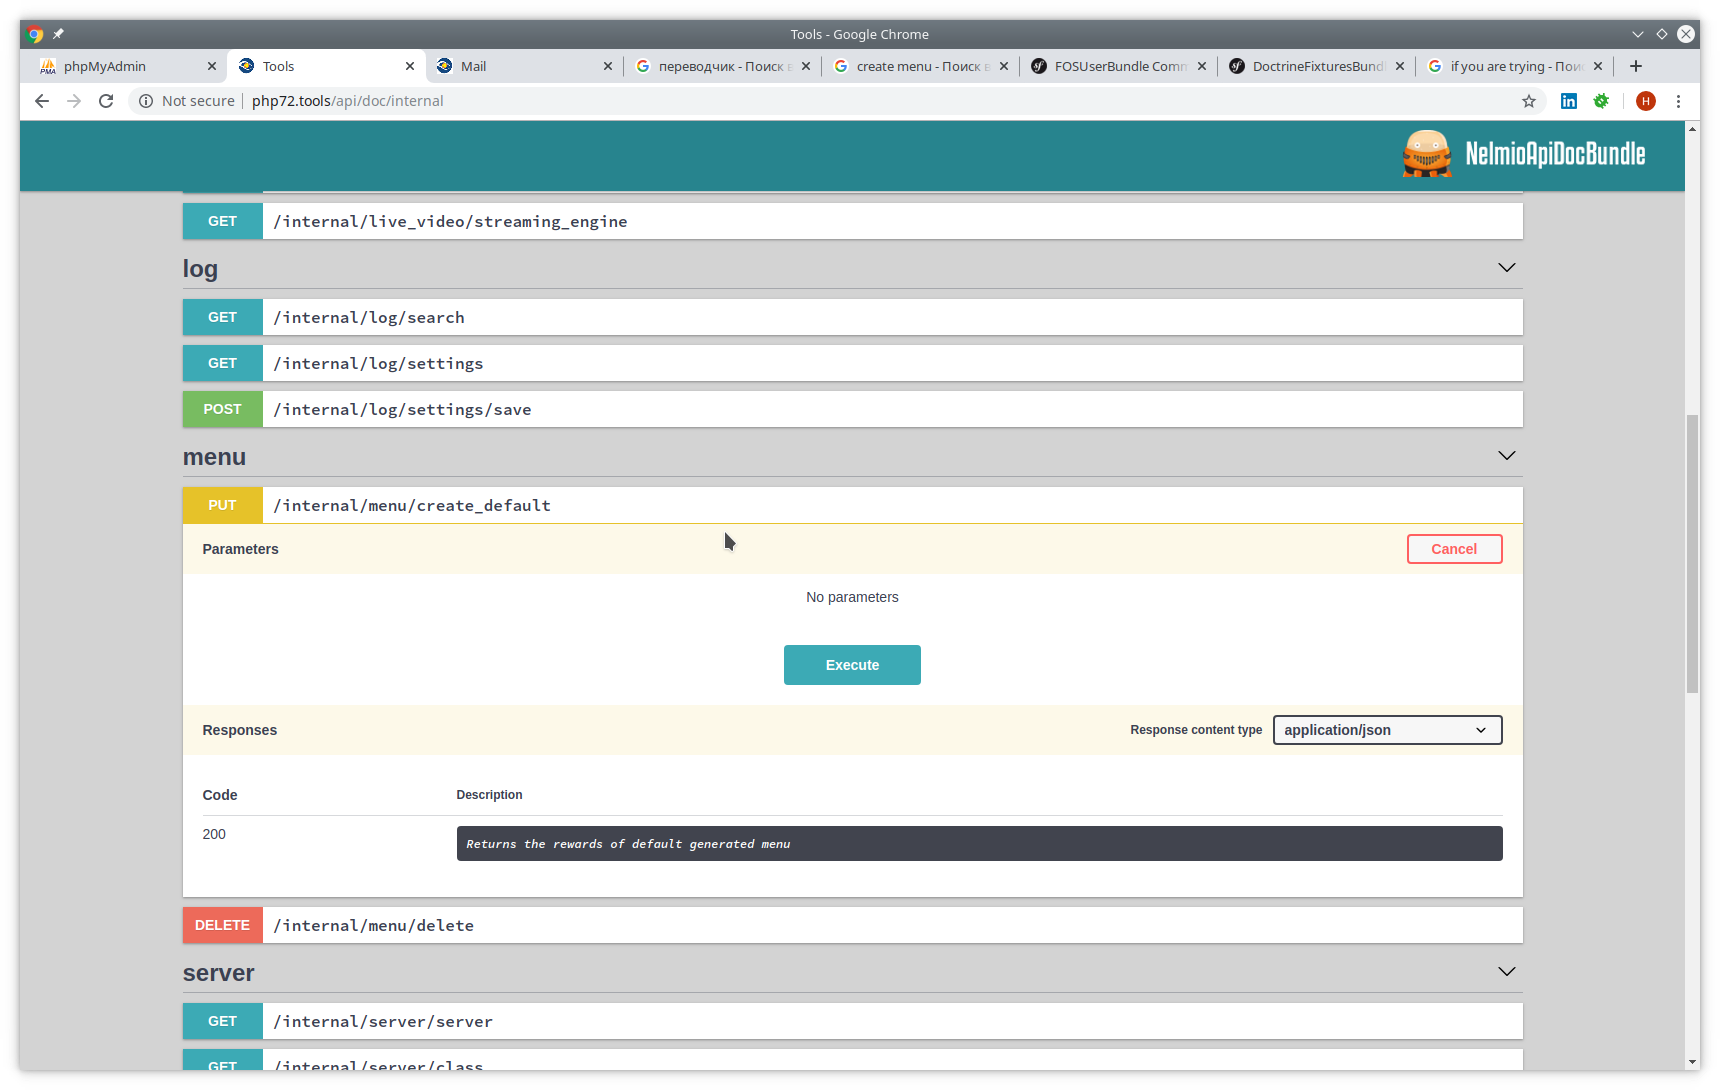 Tools - Google Chrome
phpMyAdmin
Tools
Mail
переводчик - Поиск в
create menu - Поиск в
FOSUserBundle Comm
DoctrineFixturesBundl
if you are trying - Пои
Not secure
php72.tools/api/doc/internal
H
NelmioApiDocBundle
GET /internal/live_video/streaming_engine
log
GET /internal/log/search
GET /internal/log/settings
POST /internal/log/settings/save
menu
PUT /internal/menu/create_default
Parameters
Cancel
No parameters
Execute
Responses
Response content type
application/json
Code
Description
200
Returns the rewards of default generated menu
DELETE /internal/menu/delete
server
GET /internal/server/server
GET /internal/server/class